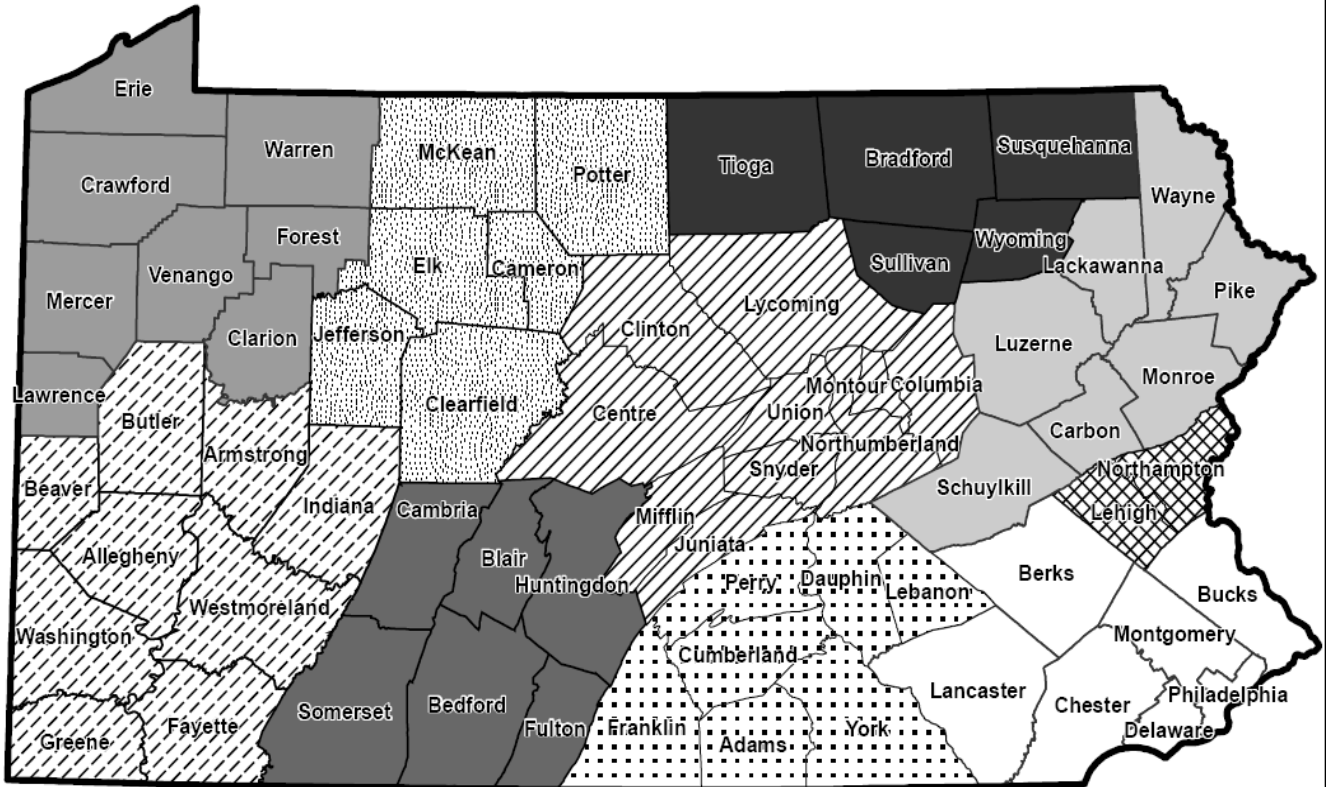 Erie
Warren
McKean
Potter
Tioga
Bradford
Susquehanna
Crawford
Wayne
Forest
Venango
Elk
Cameron
Sullivan
Wyoming
Lackawanna
Mercer
Pike
Lycoming
Clinton
Jefferson
Clarion
Luzerne
Monroe
Lawrence
Butler
Clearfield
Centre
Union
Montour
Columbia
Carbon
Armstrong
Northumberland
Snyder
Northampton
Beaver
Indiana
Cambria
Mifflin
Schuylkill
Lehigh
Allegheny
Blair
Juniata
Huntingdon
Perry
Dauphin
Lebanon
Berks
Bucks
Westmoreland
Washington
Montgomery
Cumberland
Lancaster
Philadelphia
Somerset
Bedford
Chester
Greene
Fayette
Fulton
Franklin
Adams
York
Delaware